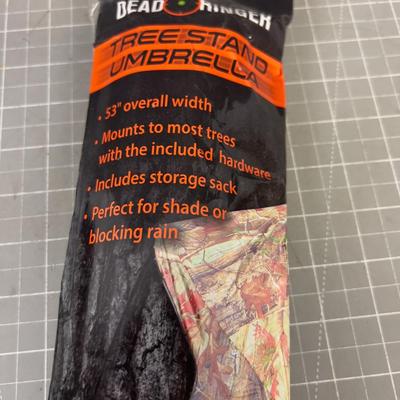 DEAD RINGER
TREE STAND
UMBRELLA
• 53" overall width
• Mounts to most trees
with the included hardware
• Includes storage sack
• Perfect for shade or
blocking rain